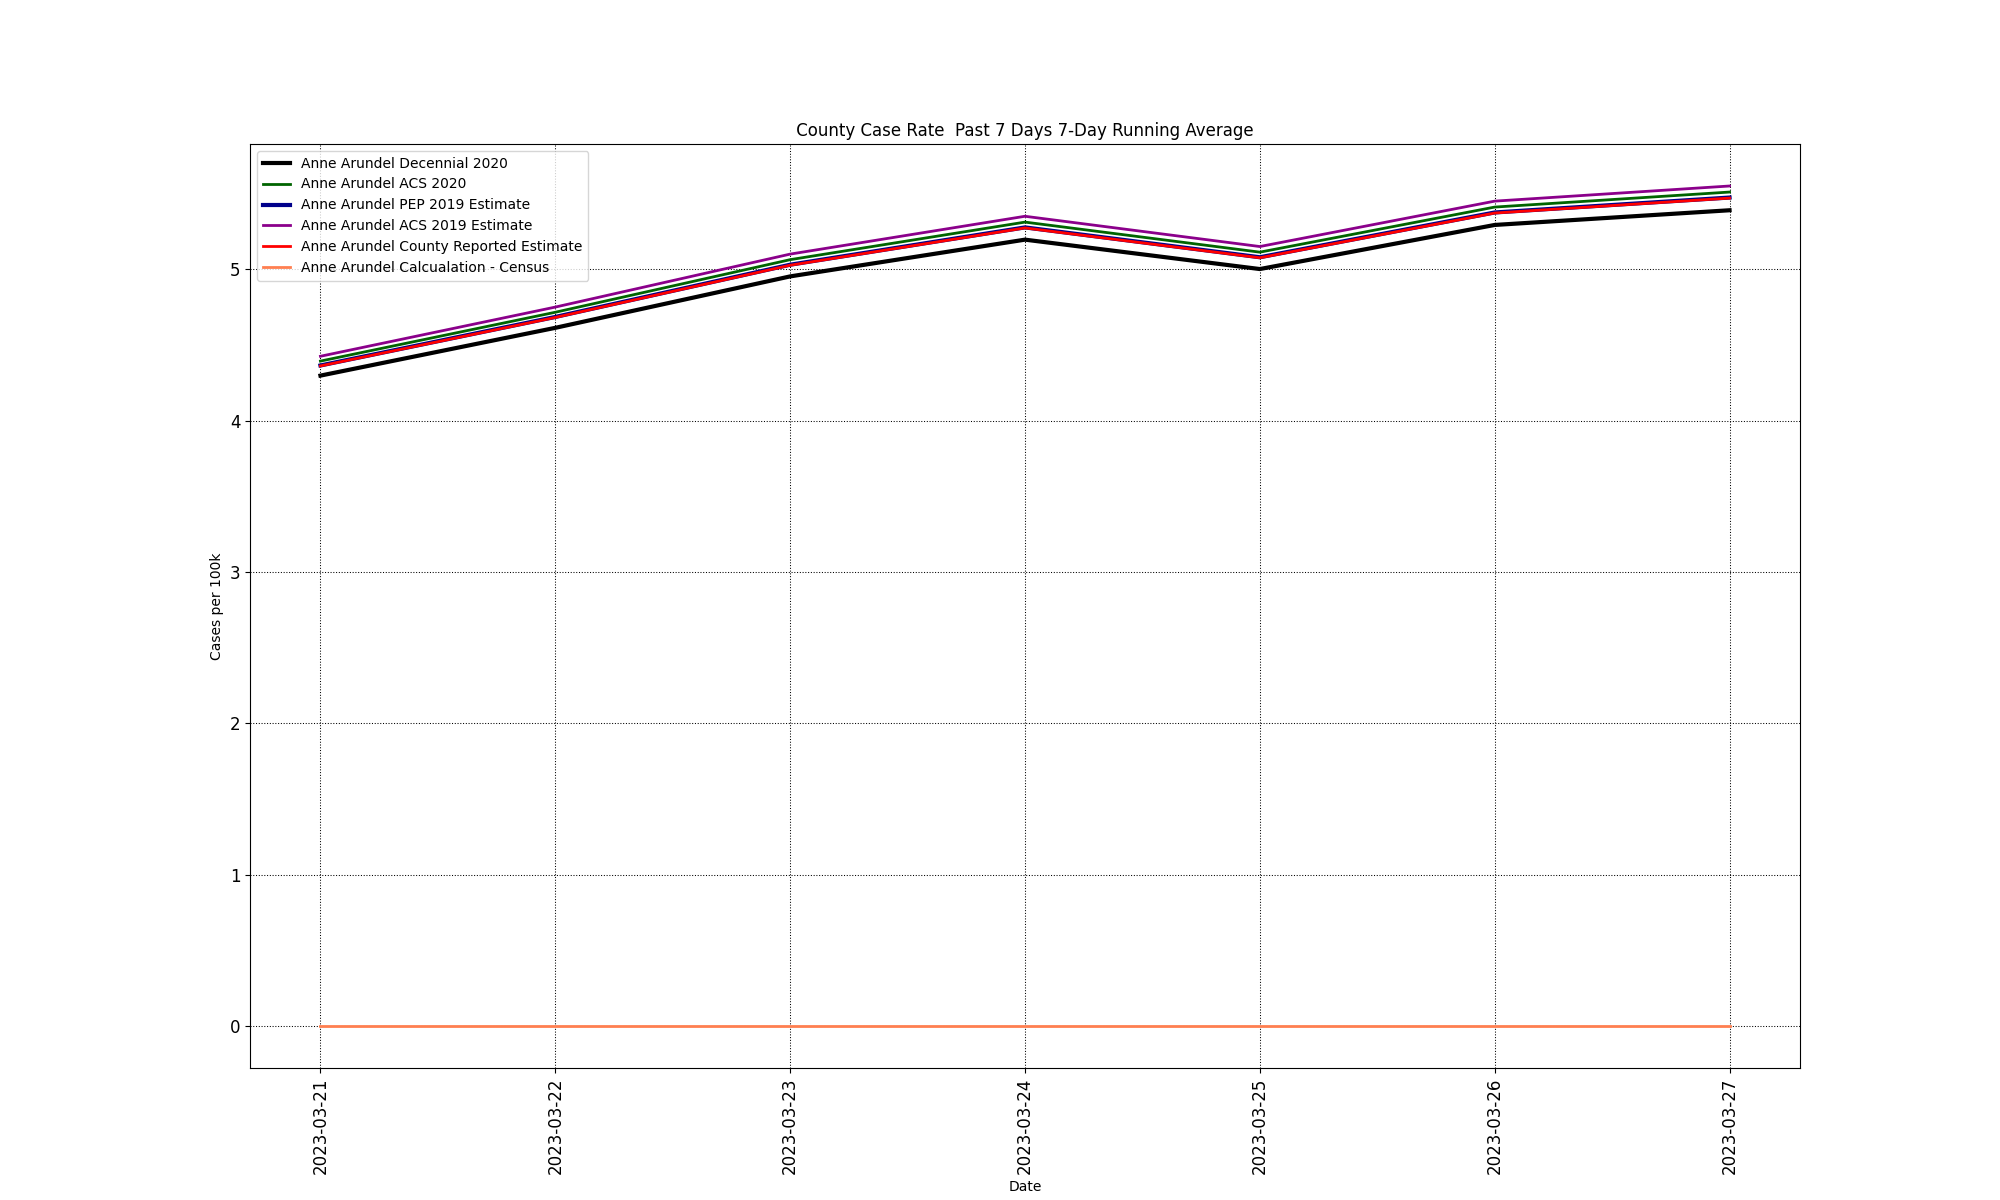 County Case Rate  Past 7 Days 7-Day Running Average
Anne Arundel Decennial 2020
Anne Arundel ACS 2020
Anne Arundel PEP 2019 Estimate
Anne Arundel ACS 2019 Estimate
Anne Arundel County Reported Estimate
Anne Arundel Calcualation - Census
Cases per 100k
5
4
3
2
1
0
2023-03-21
2023-03-22
2023-03-23
2023-03-24
2023-03-25
2023-03-26
2023-03-27
Date